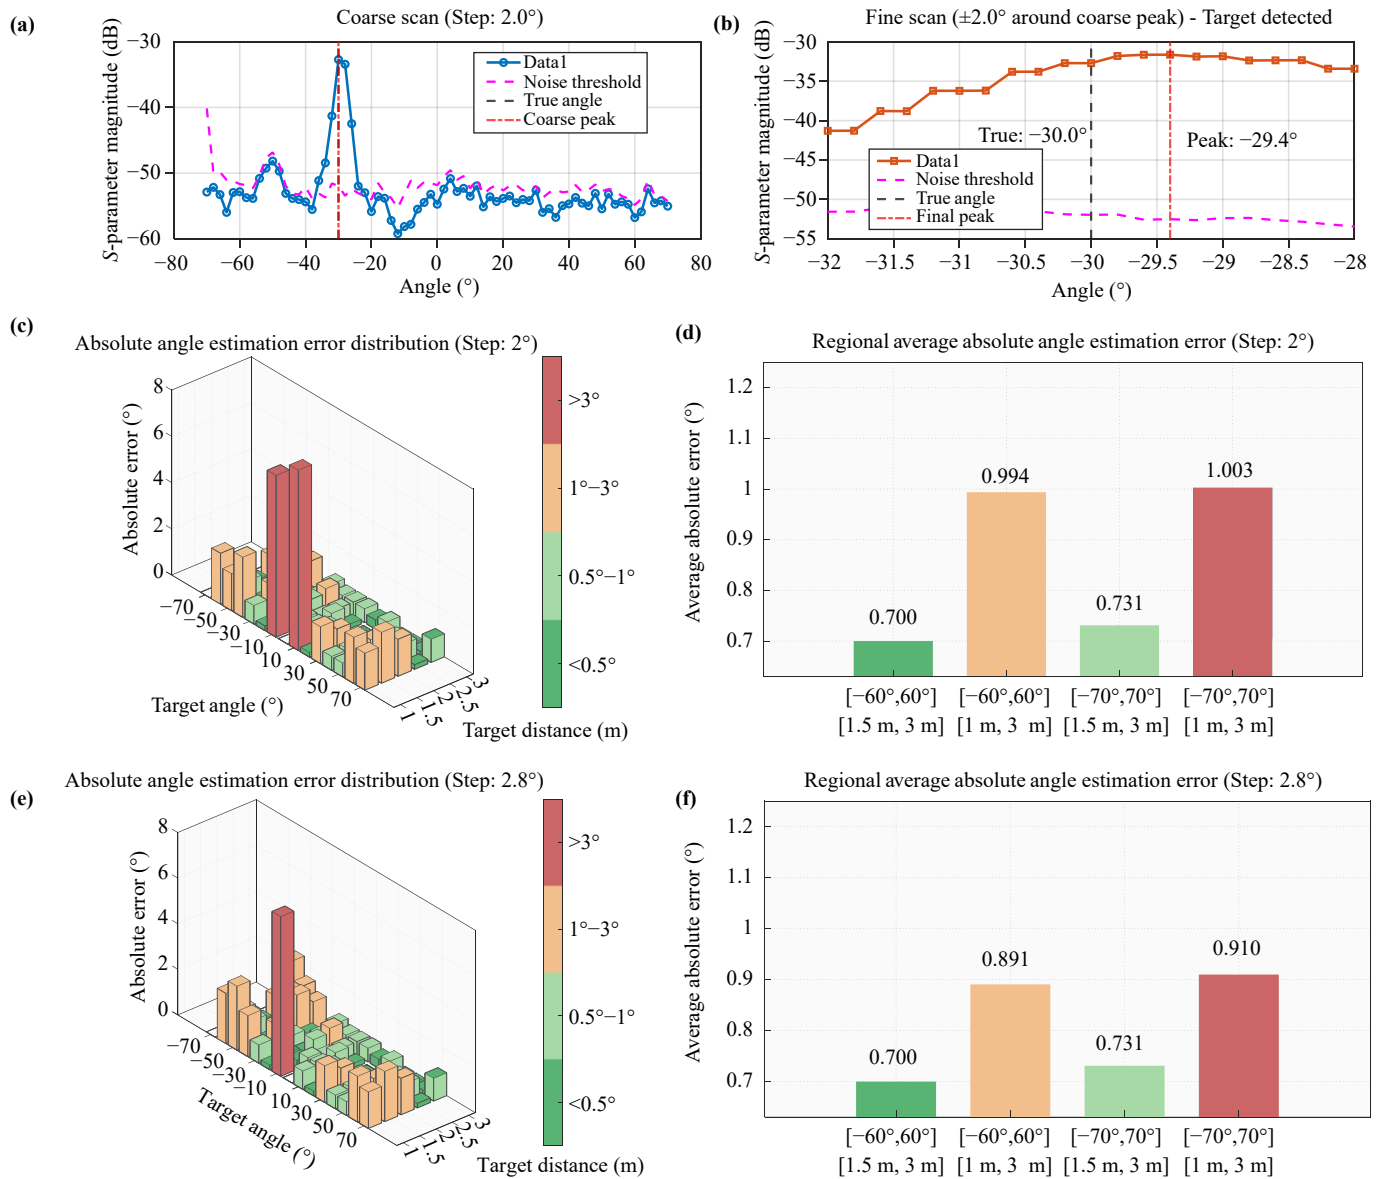 (a)
Coarse scan (Step: 2.0°)
S-parameter magnitude (dB)
−30
−40
−50
−60
Data1
Noise threshold
True angle
Coarse peak
−80
−60
−40
−20
0
20
40
60
80
Angle (°)
(b)
Fine scan (±2.0° around coarse peak) - Target detected
S-parameter magnitude (dB)
−30
−35
−40
−45
−50
−55
True: −30.0°
Peak: −29.4°
Data1
Noise threshold
True angle
Final peak
−32
−31.5
−31
−30.5
−30
−29.5
−29
−28.5
−28
Angle (°)
(c)
Absolute angle estimation error distribution (Step: 2°)
Absolute error (°)
8
6
4
2
0
−70
−50
−30
−10
10
30
50
70
Target angle (°)
1
1.5
2
2.5
3
Target distance (m)
>3°
1°−3°
0.5°−1°
<0.5°
(d)
Regional average absolute angle estimation error (Step: 2°)
Average absolute error (°)
1.2
1.1
1
0.9
0.8
0.7
0.700
0.994
0.731
1.003
[−60°,60°] [−60°,60°] [−70°,70°] [−70°,70°]
[1.5 m, 3 m] [1 m, 3 m] [1.5 m, 3 m] [1 m, 3 m]
(e)
Absolute angle estimation error distribution (Step: 2.8°)
Absolute error (°)
8
6
4
2
0
−70
−50
−30
−10
10
30
50
70
Target angle (°)
1
1.5
2
2.5
3
Target distance (m)
>3°
1°−3°
0.5°−1°
<0.5°
(f)
Regional average absolute angle estimation error (Step: 2.8°)
Average absolute error (°)
1.2
1.1
1
0.9
0.8
0.7
0.700
0.891
0.731
0.910
[−60°,60°] [−60°,60°] [−70°,70°] [−70°,70°]
[1.5 m, 3 m] [1 m, 3 m] [1.5 m, 3 m] [1 m, 3 m]